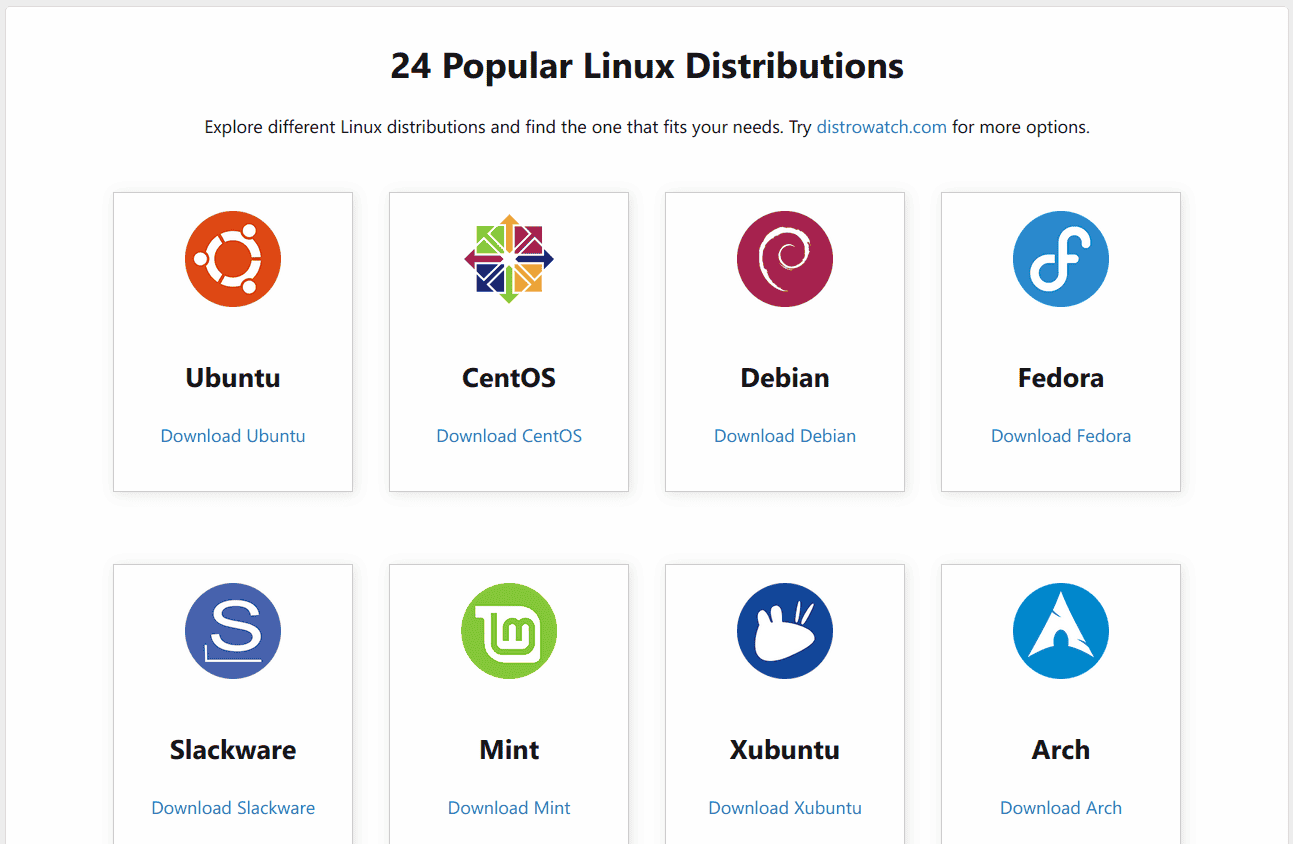 24 Popular Linux Distributions
Explore different Linux distributions and find the one that fits your needs. Try distrowatch.com for more options.
Ubuntu
CentOS
Debian
Fedora
Download Ubuntu
Download CentOS
Download Debian
Download Fedora
Slackware
Mint
Xubuntu
Arch
Download Slackware
Download Mint
Download Xubuntu
Download Arch